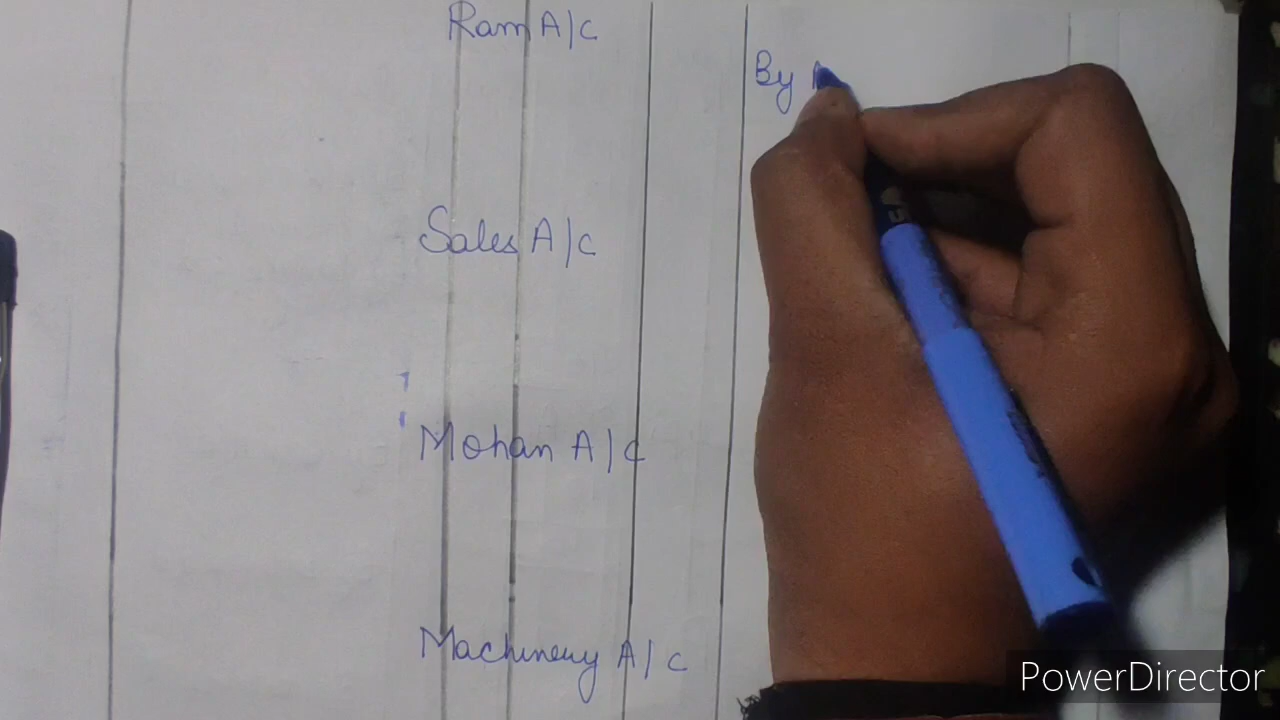 Ram A/C
By
Sales A/C
Mohan A/C
Machinery A/C
PowerDirector